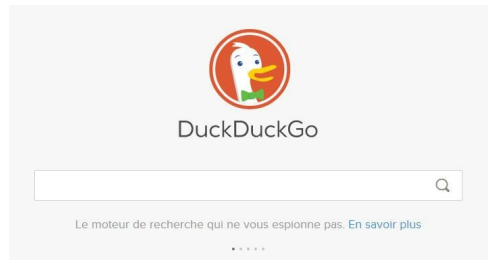 DuckDuckGo
Le moteur de recherche qui ne vous espionne pas. En savoir plus